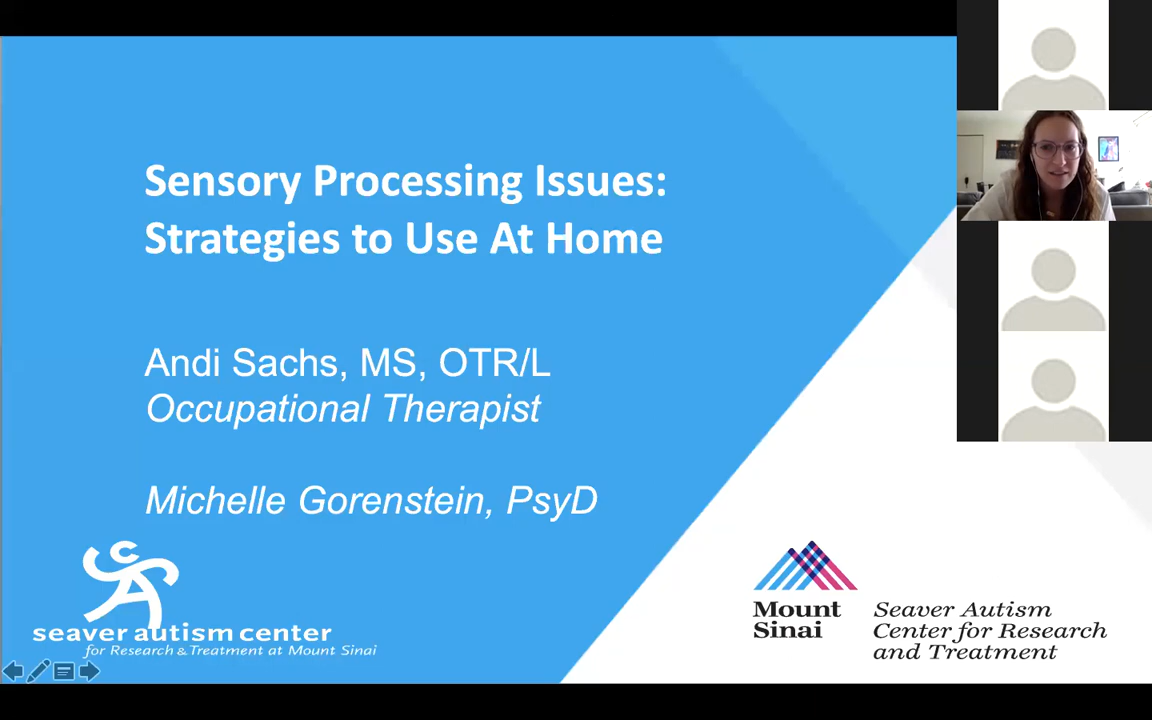 Sensory Processing Issues:
Strategies to Use At Home
Andi Sachs, MS, OTR/L
Occupational Therapist
Michelle Gorenstein, PsyD
seaver autism center
for Research & Treatment at Mount Sinai
Mount
Sinai
Seaver Autism
Center for Research
and Treatment